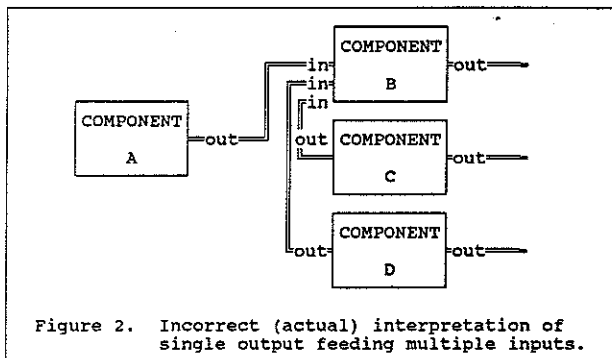 COMPONENT
in
out
B
in
in
COMPONENT
out
A
out
COMPONENT
out
C
COMPONENT
out
out
D
Figure 2. Incorrect (actual) interpretation of
single output feeding multiple inputs.